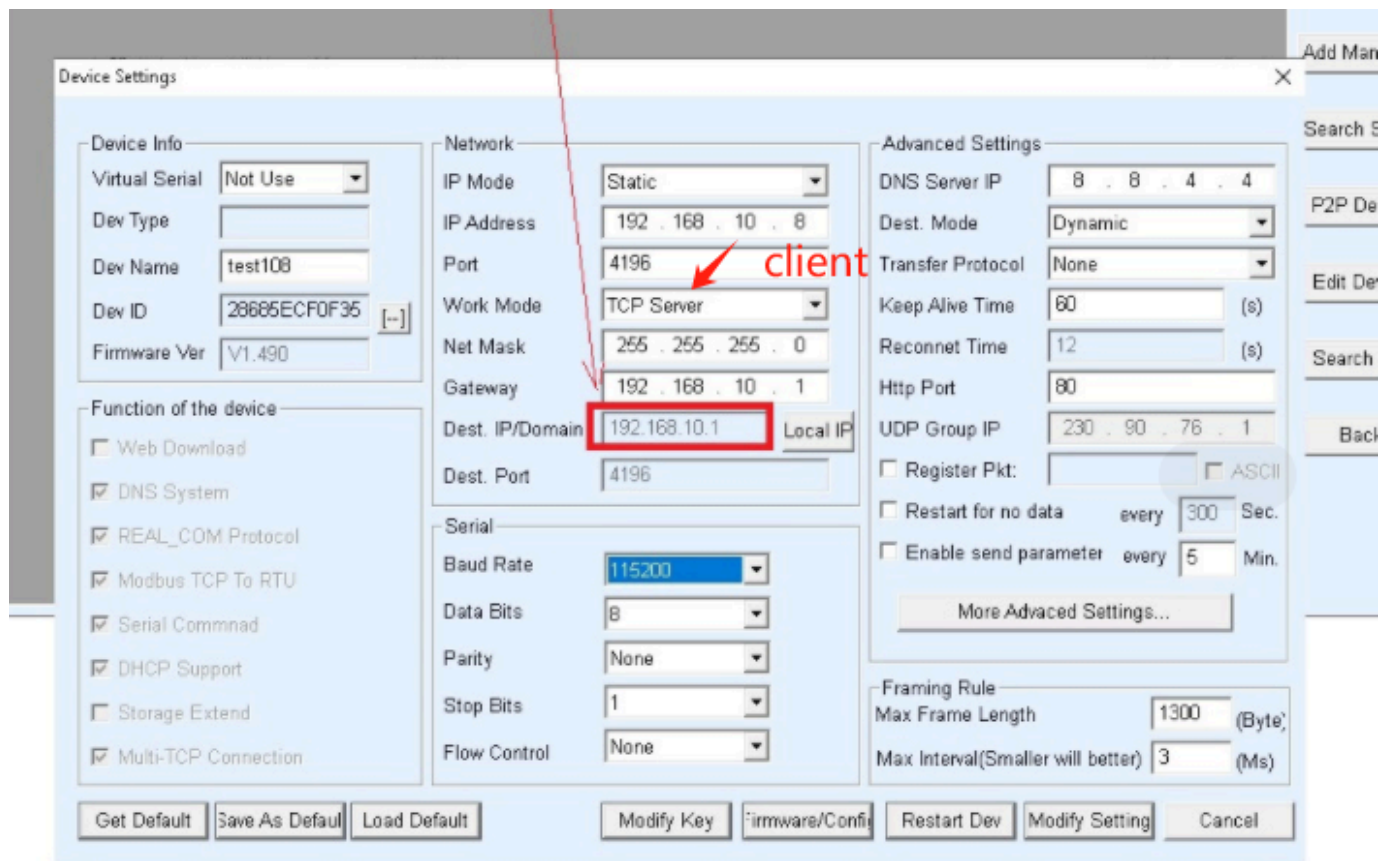 Add Man
Device Settings
Search S
P2P De
Edit De
Search
Back
Device Info
Virtual Serial Not Use
Dev Type
Dev Name test108
Dev ID 28685ECF0F35 [--]
Firmware Ver V1.490
Function of the device
Web Download
DNS System
REAL_COM Protocol
Modbus TCP To RTU
Serial Commnad
DHCP Support
Storage Extend
Multi-TCP Connection
Network
IP Mode Static
IP Address 192 . 168 . 10 . 8
Port 4196
client
Work Mode TCP Server
Net Mask 255 . 255 . 255 . 0
Gateway 192 . 168 . 10 . 1
Dest. IP/Domain 192.168.10.1 Local IP
Dest. Port 4196
Serial
Baud Rate 115200
Data Bits 8
Parity None
Stop Bits 1
Flow Control None
Advanced Settings
DNS Server IP 8 . 8 . 4 . 4
Dest. Mode Dynamic
Transfer Protocol None
Keep Alive Time 60 (s)
Reconnet Time 12 (s)
Http Port 80
UDP Group IP 230 . 90 . 76 . 1
Register Pkt: ASCII
Restart for no data every 300 Sec.
Enable send parameter every 5 Min.
More Advaced Settings...
Framing Rule
Max Frame Length 1300 (Byte)
Max Interval(Smaller will better) 3 (Ms)
Get Default Save As Defaul Load Default Modify Key Firmware/Config Restart Dev Modify Setting Cancel